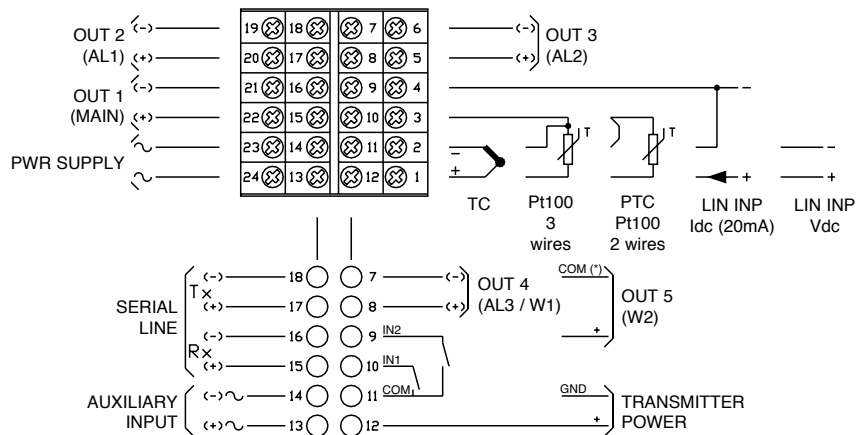 OUT 2
(AL1)
(-)
(+)
19 18 7 6
(-)
(+)
OUT 3
(AL2)
20 17 8 5
OUT 1
(MAIN)
(-)
(+)
21 16 9 4
-
22 15 10 3
PWR SUPPLY
23 14 11 2
24 13 12 1
-
+
T
T
-
+
-
+
TC
Pt100
3
wires
PTC
Pt100
2 wires
LIN INP
Idc (20mA)
LIN INP
Vdc
SERIAL
LINE
Tx
(-)
(+)
Rx
(-)
(+)
18 7
17 8
16 9 IN2
15 10 IN1
14 11 COM
13 12
(-)
(+)
OUT 4
(AL3 / W1)
COM (*)
+
OUT 5
(W2)
AUXILIARY
INPUT
(-)
(+)
GND
+
TRANSMITTER
POWER